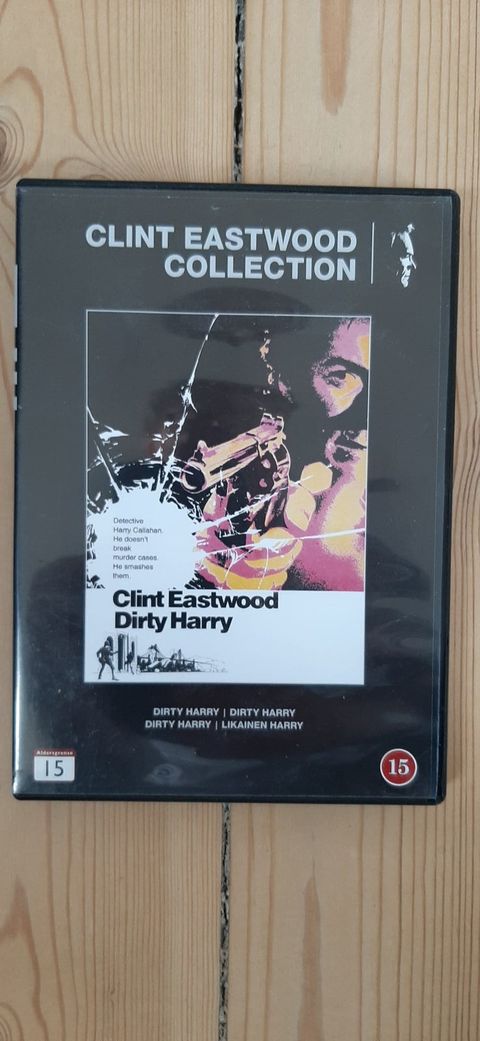 CLINT EASTWOOD
COLLECTION
Detective
Harry Callahan.
He doesn't
break
murder cases.
He smashes
them.
Clint Eastwood
Dirty Harry
DIRTY HARRY | DIRTY HARRY
DIRTY HARRY | LIKAINEN HARRY
Aldersgrense
15
15